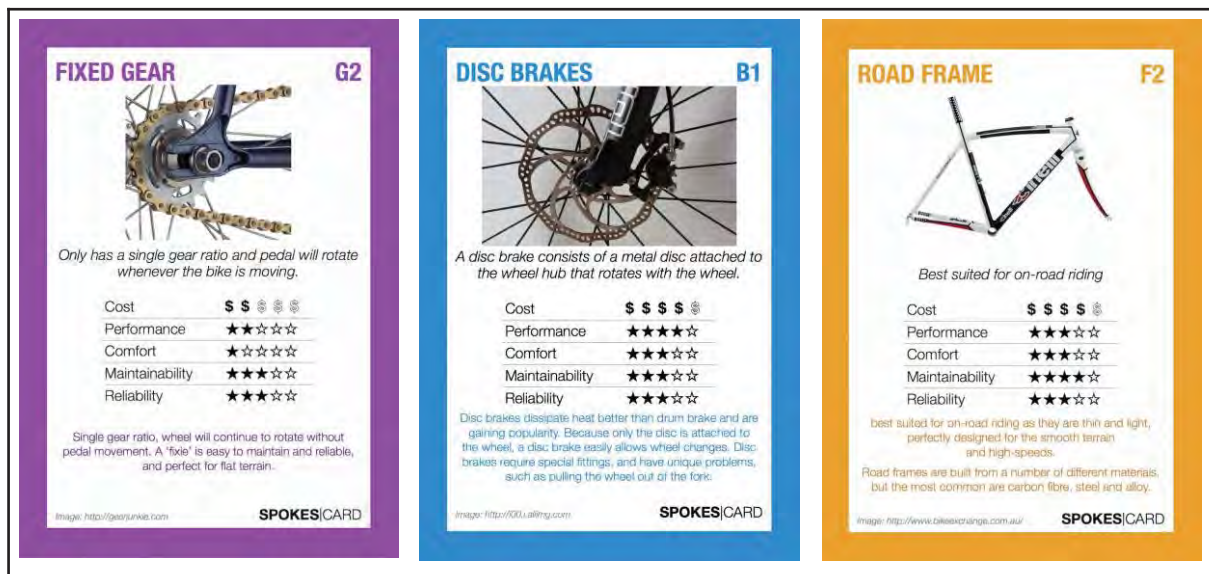 FIXED GEAR G2
Only has a single gear ratio and pedal will rotate
whenever the bike is moving.
Cost $ $ $ $ $
Performance ★★☆☆☆
Comfort ★☆☆☆☆
Maintainability ★★★☆☆
Reliability ★★★☆☆
Single gear ratio, wheel will continue to rotate without
pedal movement. A 'fixie' is easy to maintain and reliable,
and perfect for flat terrain.
Image: http://gearjunkie.com
SPOKES|CARD
DISC BRAKES B1
A disc brake consists of a metal disc attached to
the wheel hub that rotates with the wheel.
Cost $ $ $ $ $
Performance ★★★★☆
Comfort ★★★☆☆
Maintainability ★★★☆☆
Reliability ★★★☆☆
Disc brakes dissipate heat better than drum brake and are
gaining popularity. Because only the disc is attached to
the wheel, a disc brake easily allows wheel changes. Disc
brakes require special fittings, and have unique problems,
such as pulling the wheel out of the fork.
SPOKES|CARD
ROAD FRAME F2
cinelli
Best suited for on-road riding
Cost $ $ $ $ $
Performance ★★★☆☆
Comfort ★★★☆☆
Maintainability ★★★★☆
Reliability ★★★☆☆
best suited for on-road riding as they are thin and light,
perfectly designed for the smooth terrain
and high-speeds.
Road frames are built from a number of different materials,
but the most common are carbon fibre, steel and alloy.
Image: http://www.bikeexchange.com.au/
SPOKES|CARD